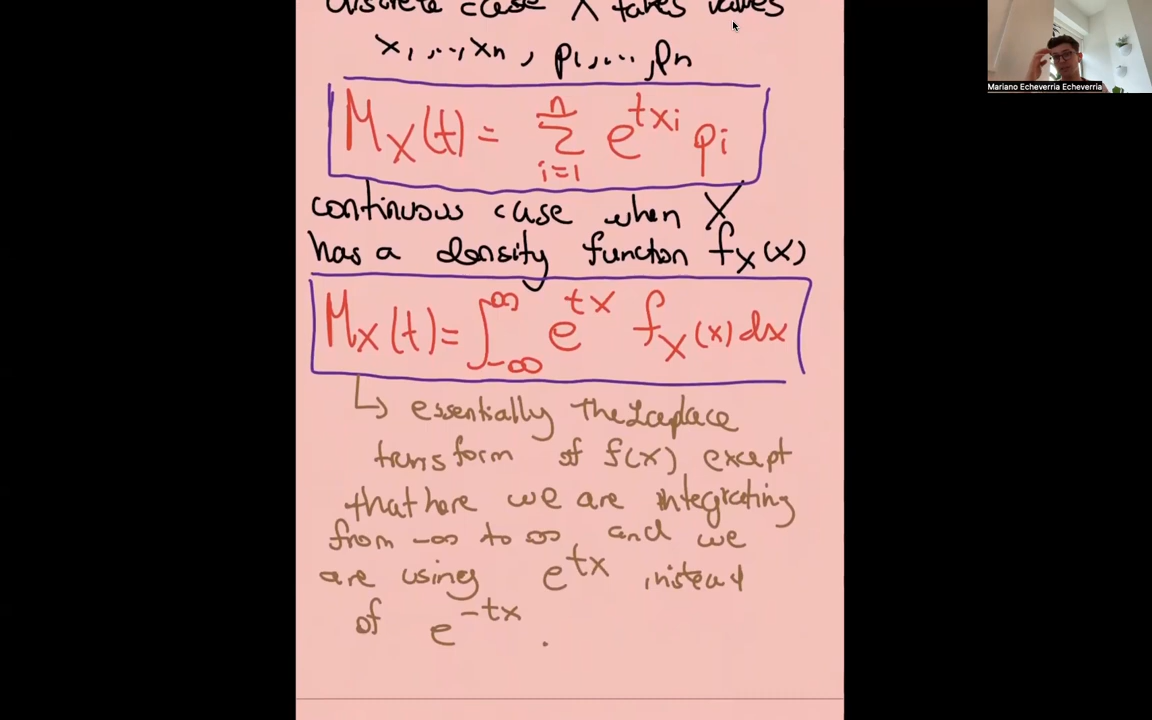 discrete case X takes values
x1,..,xn, p1,...,pn
Mx(t) = n∑i=1 e^txi pi
continuous case when X
has a density function fx(x)
Mx(t) = ∫-∞^∞ e^tx fx(x)dx
↳ essentially the Laplace
transform of f(x) except
that here we are integrating
from -∞ to ∞ and we
are using e^tx instead
of e^-tx .
Mariano Echeverria Echeverria